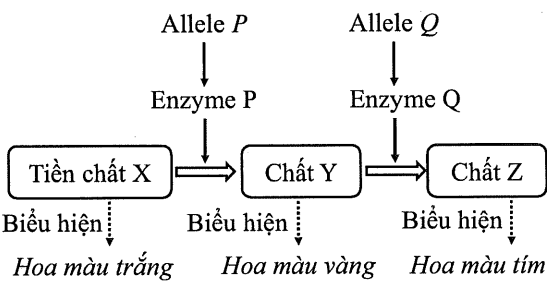 Allele P Allele Q
Enzyme P Enzyme Q
Tiền chất X Chất Y Chất Z
Biểu hiện Biểu hiện Biểu hiện
Hoa màu trắng Hoa màu vàng Hoa màu tím